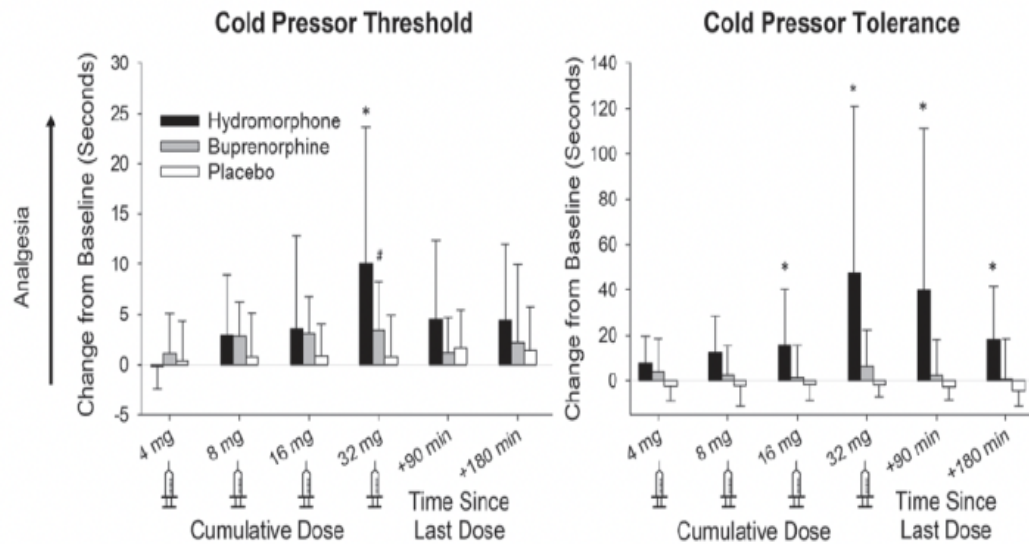 Cold Pressor Threshold
Change from Baseline (Seconds)
Analgesia
30
25
20
15
10
5
0
-5
Hydromorphone
Buprenorphine
Placebo
*
#
4 mg
8 mg
16 mg
32 mg
+90 min
+180 min
Cumulative Dose
Time Since
Last Dose
Cold Pressor Tolerance
Change from Baseline (Seconds)
140
120
100
80
60
40
20
0
*
*
*
*
4 mg
8 mg
16 mg
32 mg
+90 min
+180 min
Cumulative Dose
Time Since
Last Dose